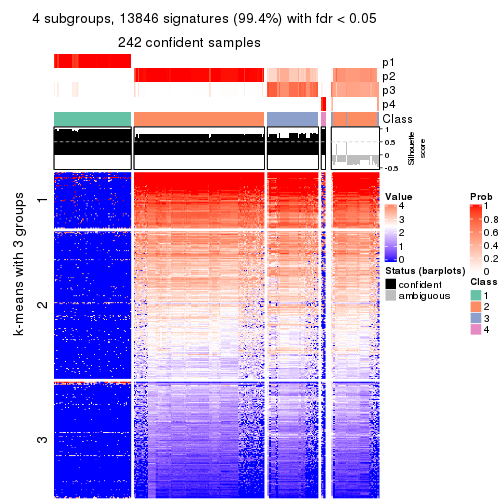 4 subgroups, 13846 signatures (99.4%) with fdr < 0.05
242 confident samples
p1
p2
p3
p4
Class
1
0.5
0
-0.5
Silhouette
score
k-means with 3 groups
1
2
3
Value
4
3
2
1
0
Status (barplots)
confident
ambiguous
Prob
1
0.8
0.6
0.4
0.2
0
Class
1
2
3
4